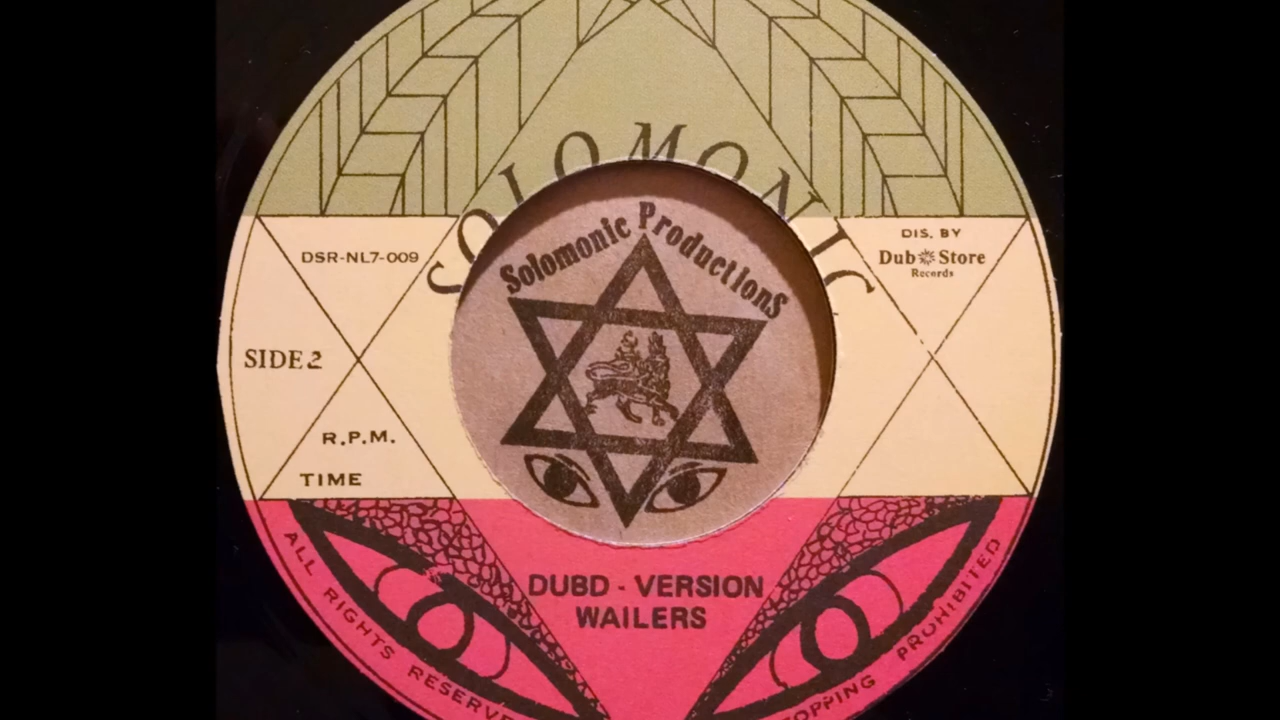 SOLOMONIC
Solomonic Productions
DSR-NL7-009
DIS. BY
Dub Store
Records
SIDE 2
R.P.M.
TIME
DUBD - VERSION
WAILERS
ALL RIGHTS RESERVE
OPPING PROHIBITED